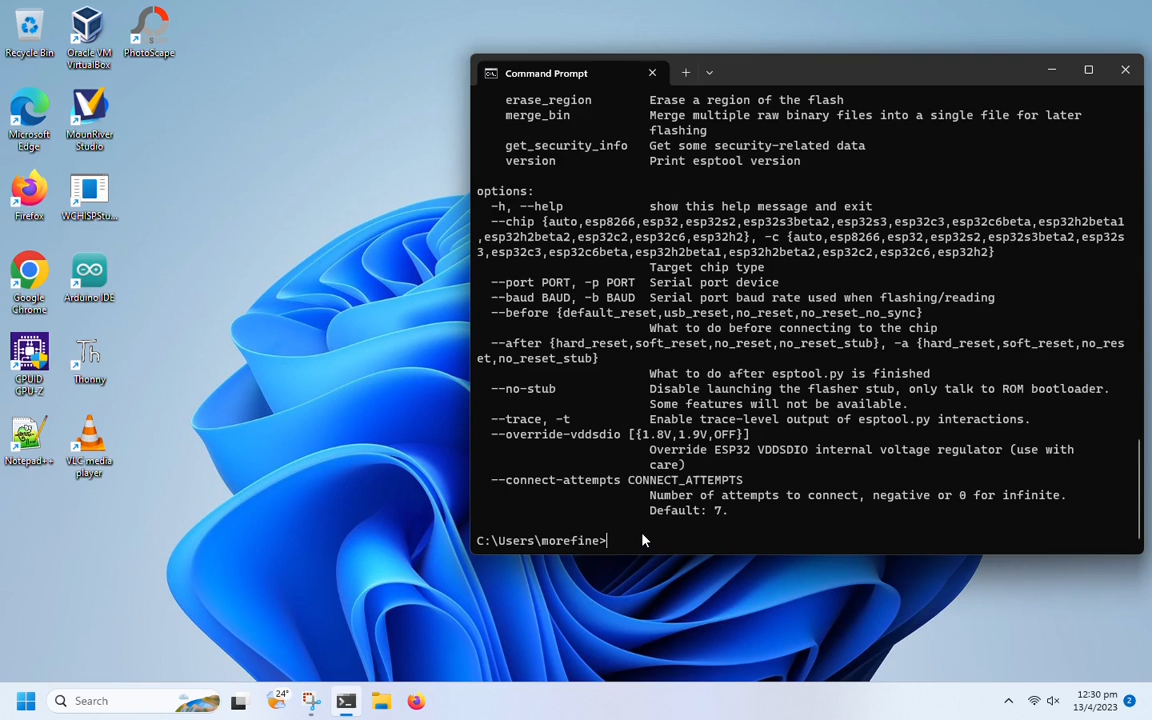 Recycle Bin
Oracle VM
VirtualBox
PhotoScape
Microsoft
Edge
MounRiver
Studio
Firefox
WCHISPStu...
Google
Chrome
Arduino IDE
CPUID
CPU-Z
Thonny
Notepad++
VLC media
player
Command Prompt
erase_region Erase a region of the flash
merge_bin Merge multiple raw binary files into a single file for later
flashing
get_security_info Get some security-related data
version Print esptool version
options:
-h, --help show this help message and exit
--chip {auto,esp8266,esp32,esp32s2,esp32s3beta2,esp32s3,esp32c3,esp32c6beta,esp32h2beta1
,esp32h2beta2,esp32c2,esp32c6,esp32h2}, -c {auto,esp8266,esp32,esp32s2,esp32s3beta2,esp32s
3,esp32c3,esp32c6beta,esp32h2beta1,esp32h2beta2,esp32c2,esp32c6,esp32h2}
Target chip type
--port PORT, -p PORT Serial port device
--baud BAUD, -b BAUD Serial port baud rate used when flashing/reading
--before {default_reset,usb_reset,no_reset,no_reset_no_sync}
What to do before connecting to the chip
--after {hard_reset,soft_reset,no_reset,no_reset_stub}, -a {hard_reset,soft_reset,no_res
et,no_reset_stub}
What to do after esptool.py is finished
--no-stub Disable launching the flasher stub, only talk to ROM bootloader.
Some features will not be available.
--trace, -t Enable trace-level output of esptool.py interactions.
--override-vddsdio [{1.8V,1.9V,OFF}]
Override ESP32 VDDSDIO internal voltage regulator (use with
care)
--connect-attempts CONNECT_ATTEMPTS
Number of attempts to connect, negative or 0 for infinite.
Default: 7.
C:\Users\morefine>
Search
24°
12:30 pm
13/4/2023
2